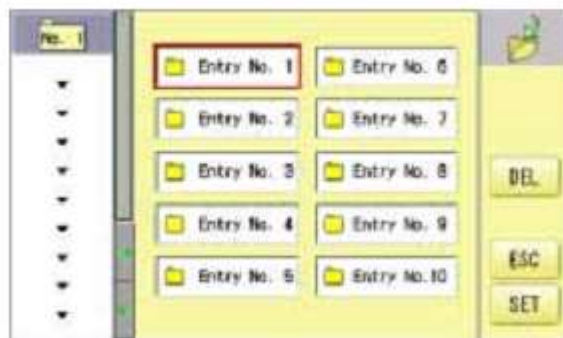 No. 1
Entry No. 1
Entry No. 2
Entry No. 3
Entry No. 4
Entry No. 5
Entry No. 6
Entry No. 7
Entry No. 8
Entry No. 9
Entry No. 10
DEL
ESC
SET